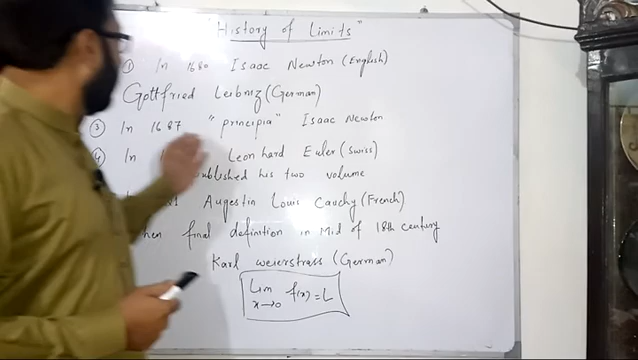 "History of Limits"
① In 1680 Isaac Newton (English)
Gottfried Leibniz (German)
③ In 1687 "principia" Isaac Newton
④ In Leonhard Euler (Swiss)
his two volume
Augestin Louis Cauchy (French)
final definition in Mid of 18th century
Karl weierstrass (German)
Lim f(x) = L
x→0